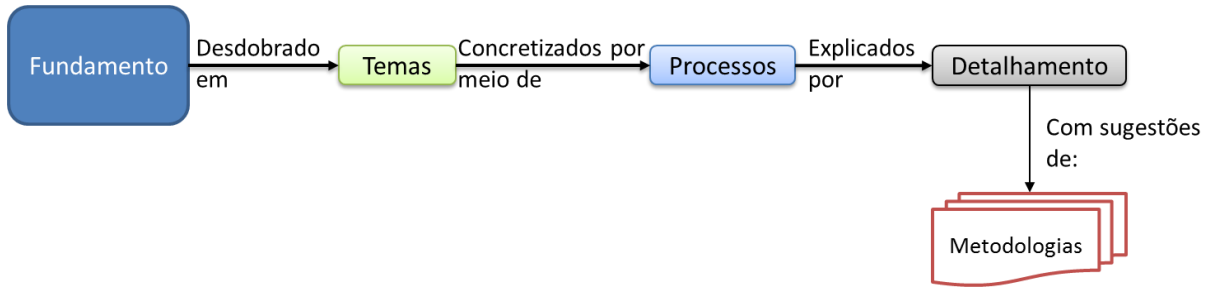 Fundamento
Desdobrado
em
Temas
Concretizados por
meio de
Processos
Explicados
por
Detalhamento
Com sugestões
de:
Metodologias